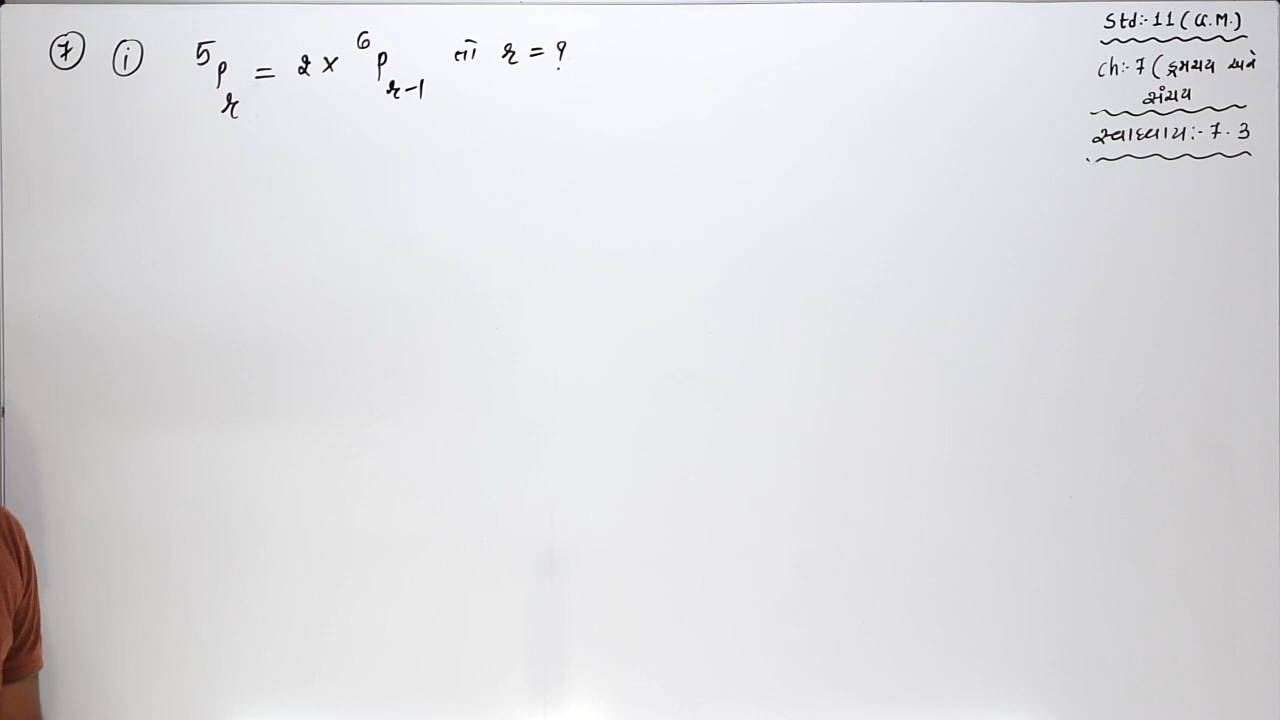 7 i ⁵Pᵣ = 2 × ⁶Pᵣ₋₁ તો r = ?
Std:- 11 (G.M.)
ch:- 7 (ક્રમચય અને
સંચય
સ્વાધ્યાય:- 7.3